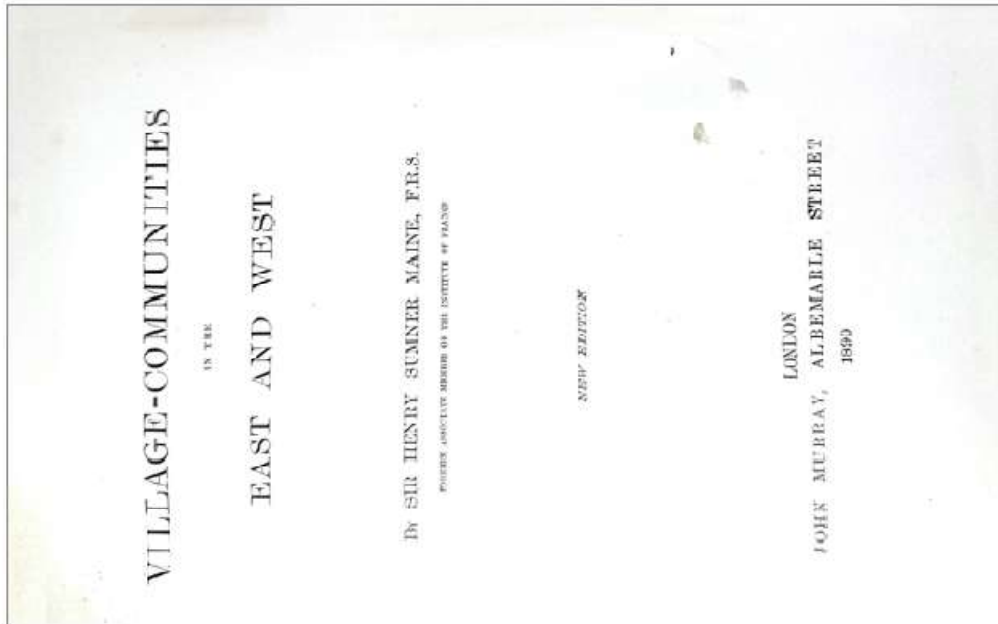 VILLAGE-COMMUNITIES
IN THE
EAST AND WEST
By SIR HENRY SUMNER MAINE, F.R.S.
FOREIGN ASSOCIATE MEMBER OF THE INSTITUTE OF FRANCE
NEW EDITION
LONDON
JOHN MURRAY, ALBEMARLE STREET
1890